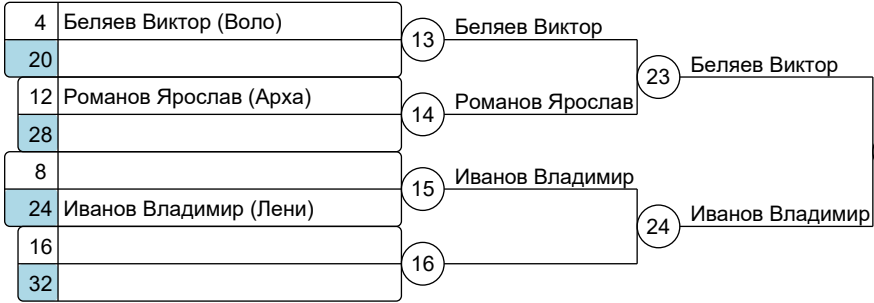 4 Беляев Виктор (Воло)
20
13 Беляев Виктор
12 Романов Ярослав (Арха)
28
14 Романов Ярослав
23 Беляев Виктор
8
24 Иванов Владимир (Лени)
15 Иванов Владимир
16
32
16
24 Иванов Владимир